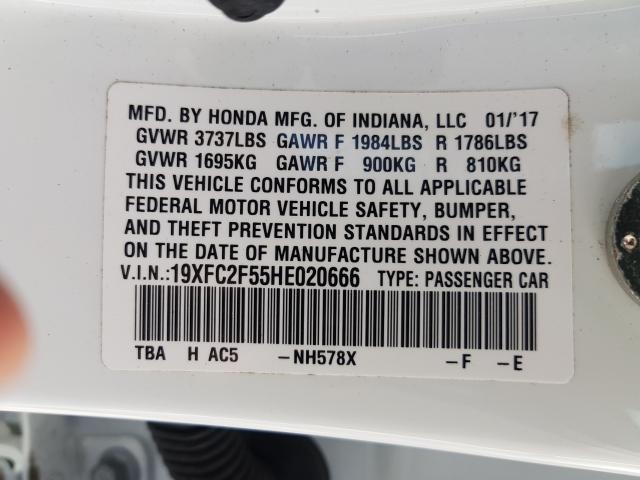 MFD. BY HONDA MFG. OF INDIANA, LLC 01/'17
GVWR 3737LBS GAWR F 1984LBS R 1786LBS
GVWR 1695KG GAWR F 900KG R 810KG
THIS VEHICLE CONFORMS TO ALL APPLICABLE
FEDERAL MOTOR VEHICLE SAFETY, BUMPER,
AND THEFT PREVENTION STANDARDS IN EFFECT
ON THE DATE OF MANUFACTURE SHOWN ABOVE.
V.I.N.:19XFC2F55HE020666 TYPE: PASSENGER CAR
TBA H AC5 –NH578X –F –E